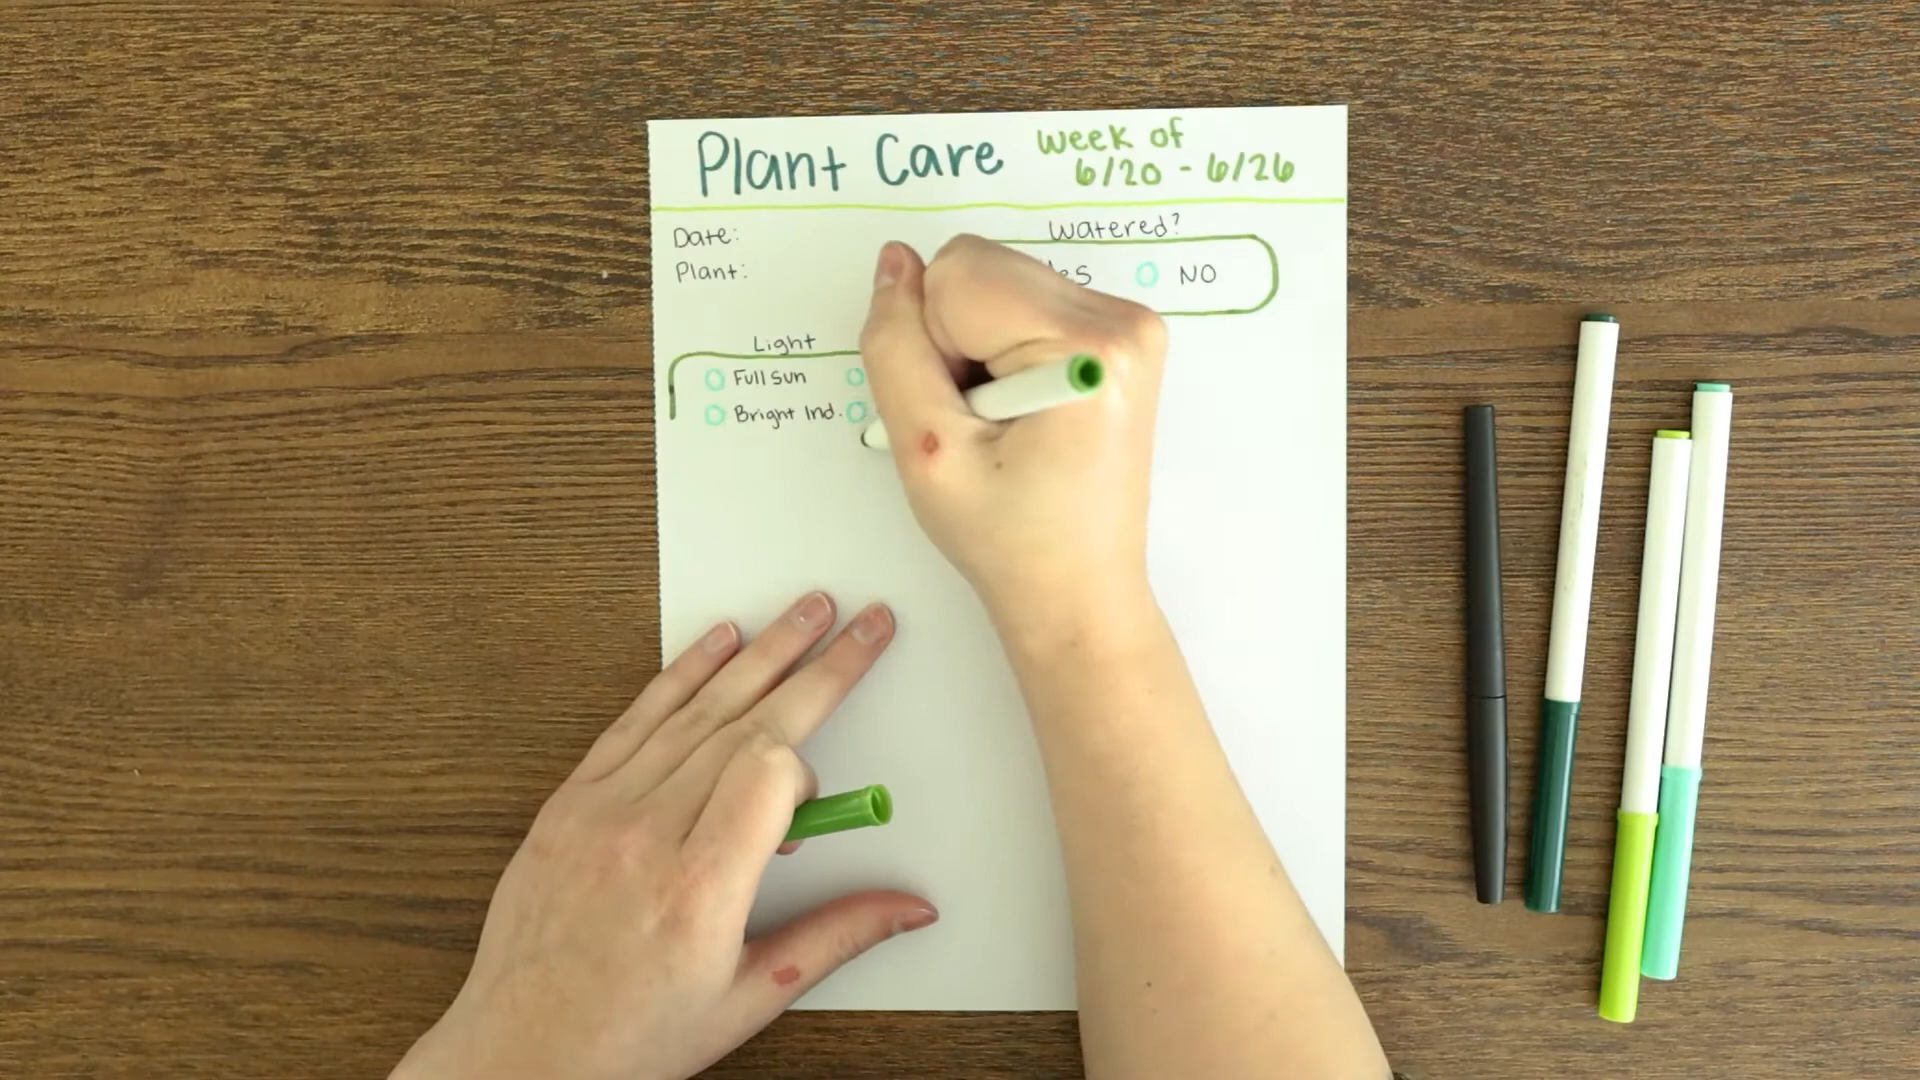 Plant Care
week of
6/20 - 6/26
Date:
Watered?
Plant:
NO
Light
Full Sun
Bright Ind.